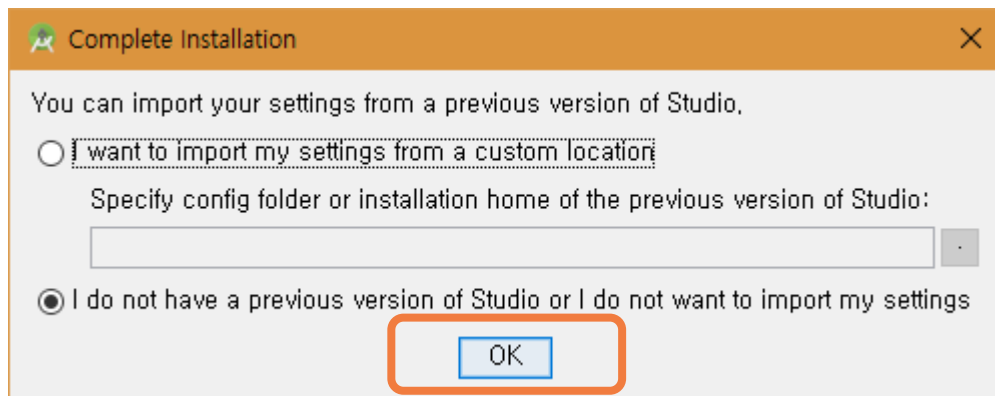 Complete Installation
You can import your settings from a previous version of Studio.
I want to import my settings from a custom location
Specify config folder or installation home of the previous version of Studio:
I do not have a previous version of Studio or I do not want to import my settings
OK